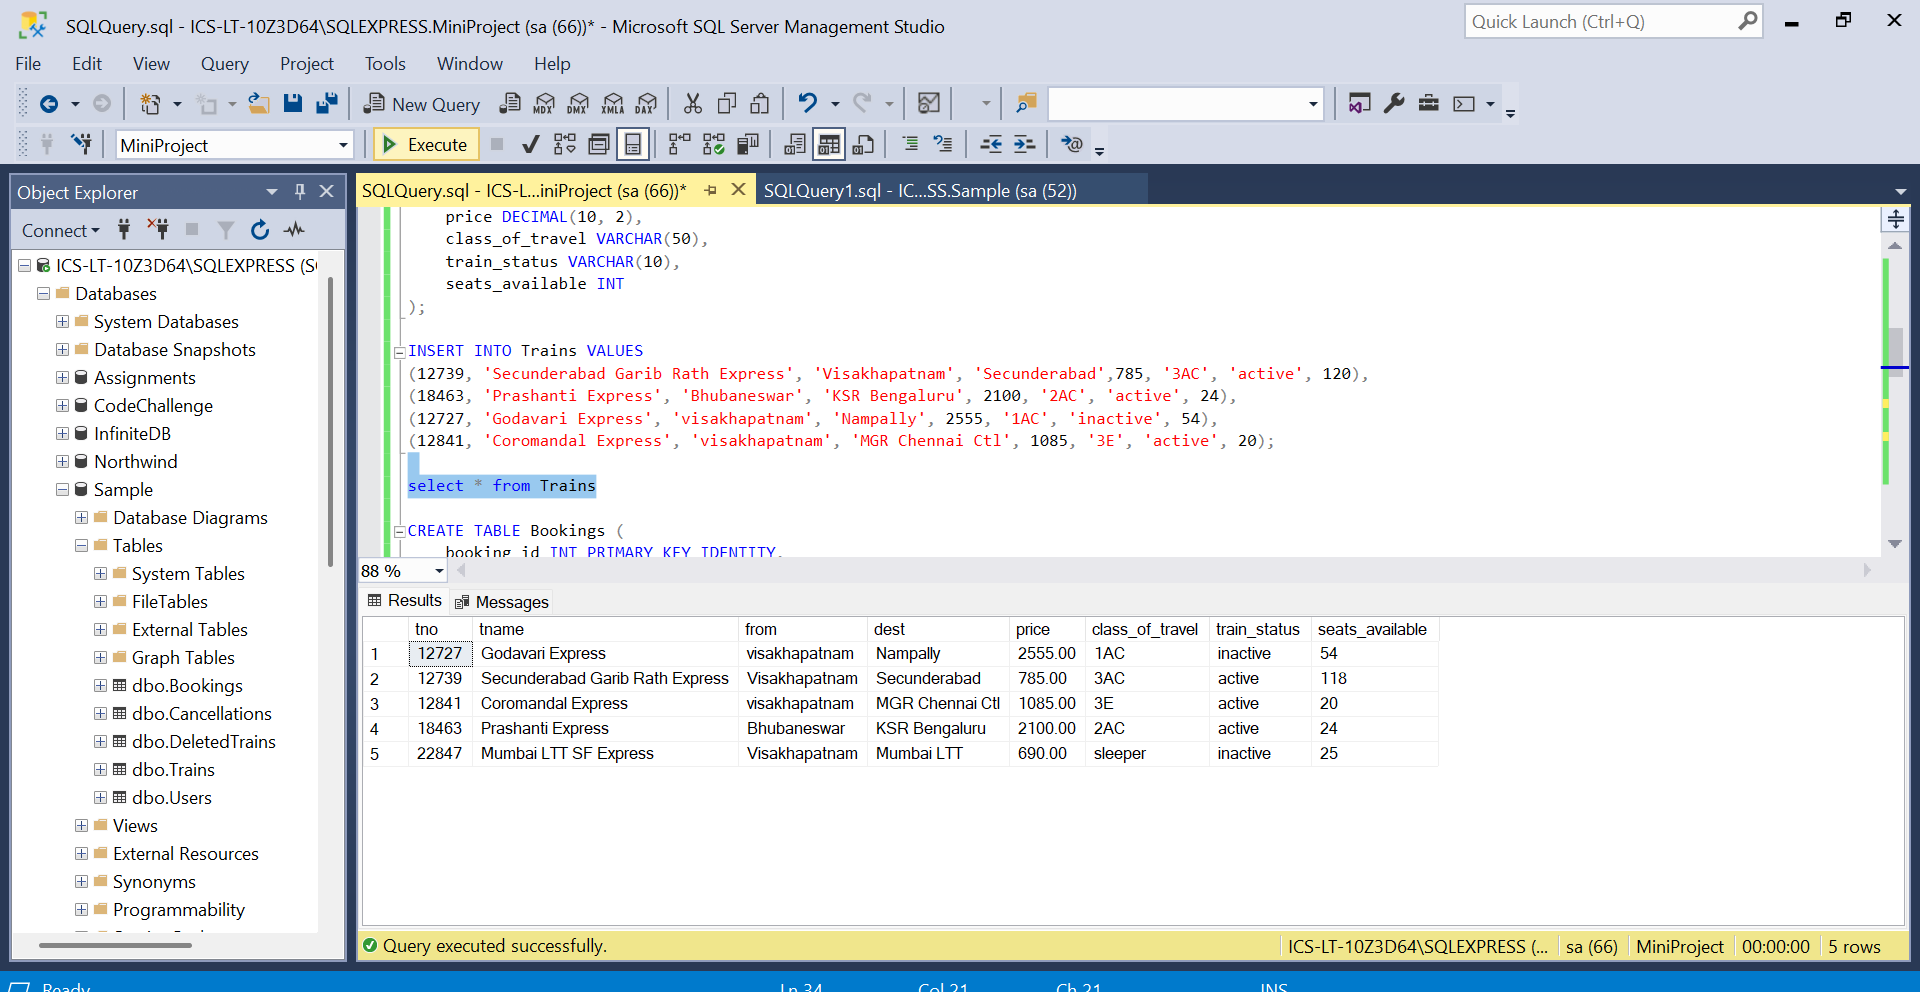 SQLQuery.sql - ICS-LT-10Z3D64\SQLEXPRESS.MiniProject (sa (66))* - Microsoft SQL Server Management Studio
Quick Launch (Ctrl+Q)
File Edit View Query Project Tools Window Help
New Query MDX DMX XMLA DAX
MiniProject Execute
Object Explorer
Connect
ICS-LT-10Z3D64\SQLEXPRESS (S
Databases
System Databases
Database Snapshots
Assignments
CodeChallenge
InfiniteDB
Northwind
Sample
Database Diagrams
Tables
System Tables
FileTables
External Tables
Graph Tables
dbo.Bookings
dbo.Cancellations
dbo.DeletedTrains
dbo.Trains
dbo.Users
Views
External Resources
Synonyms
Programmability
SQLQuery.sql - ICS-L...iniProject (sa (66))* SQLQuery1.sql - IC...SS.Sample (sa (52))
price DECIMAL(10, 2),
class_of_travel VARCHAR(50),
train_status VARCHAR(10),
seats_available INT
);
INSERT INTO Trains VALUES
(12739, 'Secunderabad Garib Rath Express', 'Visakhapatnam', 'Secunderabad',785, '3AC', 'active', 120),
(18463, 'Prashanti Express', 'Bhubaneswar', 'KSR Bengaluru', 2100, '2AC', 'active', 24),
(12727, 'Godavari Express', 'visakhapatnam', 'Nampally', 2555, '1AC', 'inactive', 54),
(12841, 'Coromandal Express', 'visakhapatnam', 'MGR Chennai Ctl', 1085, '3E', 'active', 20);
select * from Trains
CREATE TABLE Bookings (
booking_id INT PRIMARY KEY IDENTITY,
88 %
Results Messages
tno tname from dest price class_of_travel train_status seats_available
1 12727 Godavari Express visakhapatnam Nampally 2555.00 1AC inactive 54
2 12739 Secunderabad Garib Rath Express Visakhapatnam Secunderabad 785.00 3AC active 118
3 12841 Coromandal Express visakhapatnam MGR Chennai Ctl 1085.00 3E active 20
4 18463 Prashanti Express Bhubaneswar KSR Bengaluru 2100.00 2AC active 24
5 22847 Mumbai LTT SF Express Visakhapatnam Mumbai LTT 690.00 sleeper inactive 25
Query executed successfully. ICS-LT-10Z3D64\SQLEXPRESS (... sa (66) MiniProject 00:00:00 5 rows
Ready Ln 34 Col 21 Ch 21 INS